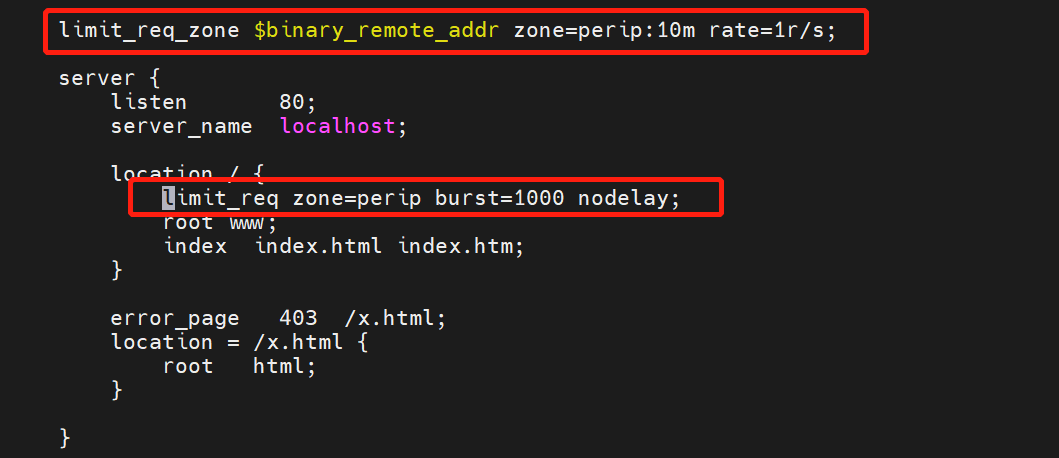 limit_req_zone $binary_remote_addr zone=perip:10m rate=1r/s;
server {
listen 80;
server_name localhost;
location / {
limit_req zone=perip burst=1000 nodelay;
root www;
index index.html index.htm;
}
error_page 403 /x.html;
location = /x.html {
root html;
}
}